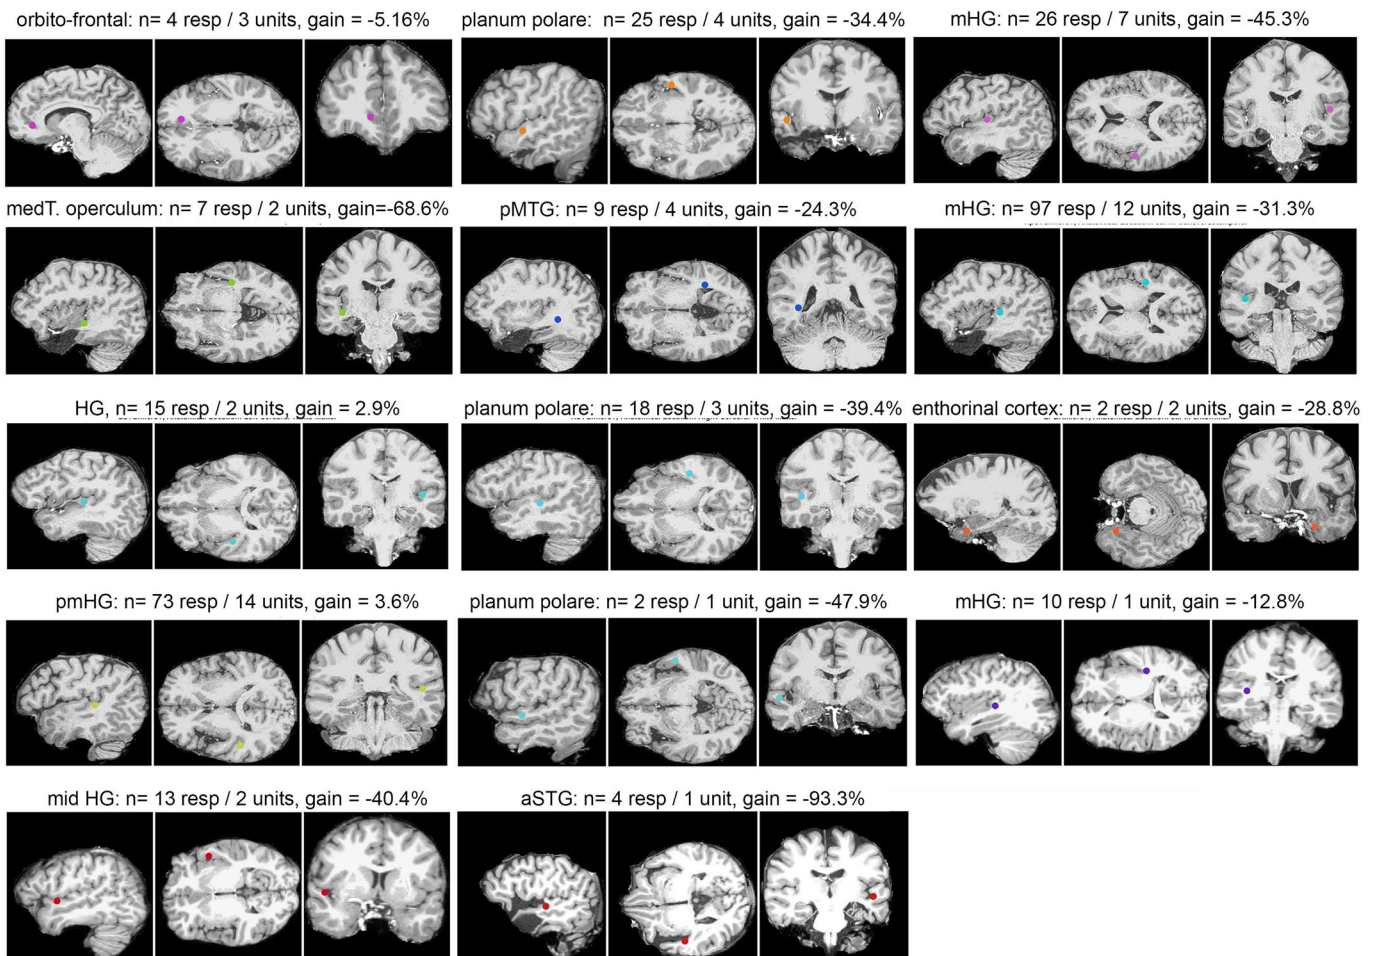 orbito-frontal: n= 4 resp / 3 units, gain = -5.16%
planum polare: n= 25 resp / 4 units, gain = -34.4%
mHG: n= 26 resp / 7 units, gain = -45.3%
medT. operculum: n= 7 resp / 2 units, gain=-68.6%
pMTG: n= 9 resp / 4 units, gain = -24.3%
mHG: n= 97 resp / 12 units, gain = -31.3%
HG, n= 15 resp / 2 units, gain = 2.9%
planum polare: n= 18 resp / 3 units, gain = -39.4%
enthorinal cortex: n= 2 resp / 2 units, gain = -28.8%
pmHG: n= 73 resp / 14 units, gain = 3.6%
planum polare: n= 2 resp / 1 unit, gain = -47.9%
mHG: n= 10 resp / 1 unit, gain = -12.8%
mid HG: n= 13 resp / 2 units, gain = -40.4%
aSTG: n= 4 resp / 1 unit, gain = -93.3%